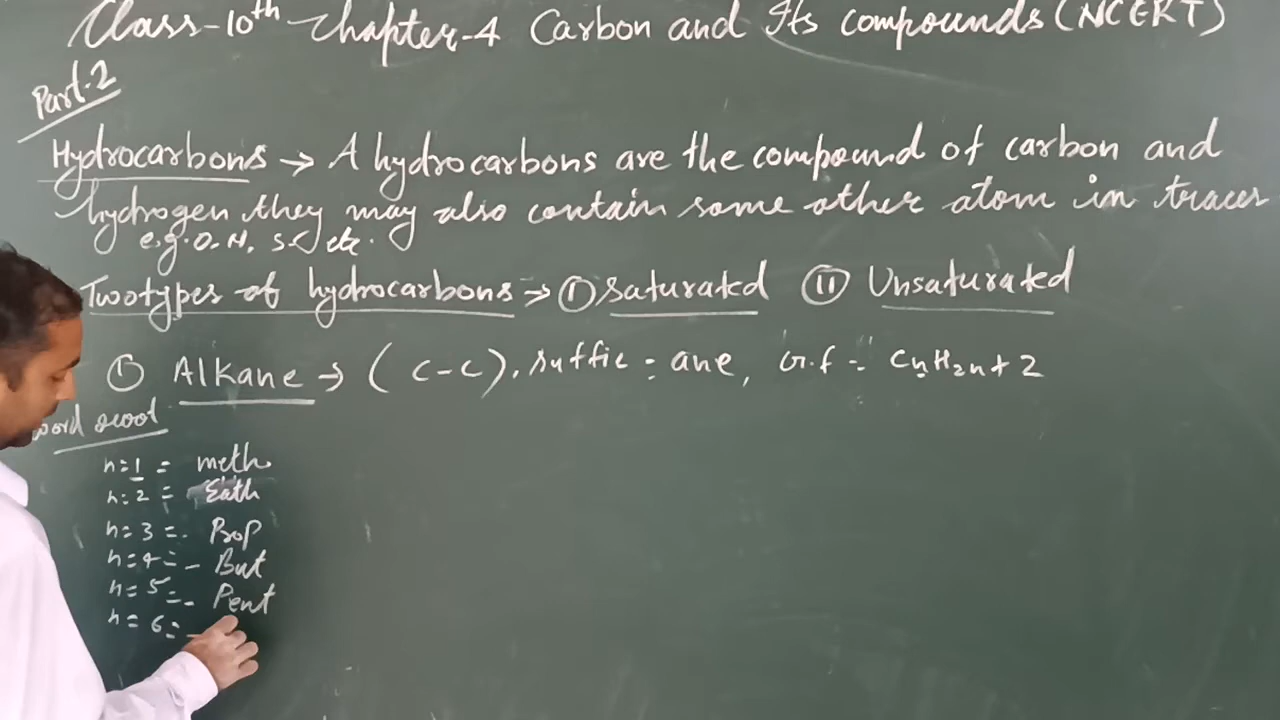 Class-10th Chapter-4 Carbon and Its compounds (NCERT)
Part-2
Hydrocarbons → A hydrocarbons are the compound of carbon and
hydrogen they may also contain some other atom in traces
e.g. O, N, S etc.
Two types of hydrocarbons → (i) Saturated (ii) Unsaturated
(i) Alkane → (C-C), suffic = ane, G.f = CnH2n+2
word root
n=1 = meth
n=2 = Eath
n=3 = Prop
n=4 = But
n=5 = Pent
n=6 =